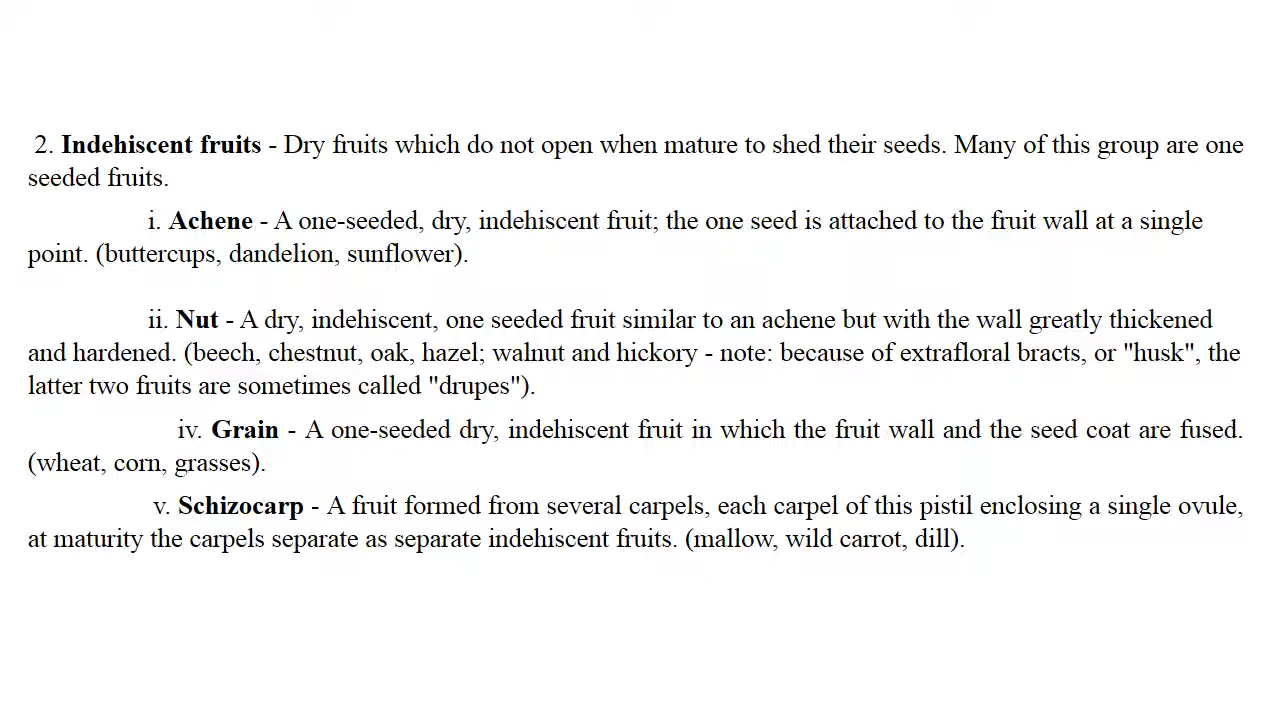 2. Indehiscent fruits - Dry fruits which do not open when mature to shed their seeds. Many of this group are one
seeded fruits.
i. Achene - A one-seeded, dry, indehiscent fruit; the one seed is attached to the fruit wall at a single
point. (buttercups, dandelion, sunflower).
ii. Nut - A dry, indehiscent, one seeded fruit similar to an achene but with the wall greatly thickened
and hardened. (beech, chestnut, oak, hazel; walnut and hickory - note: because of extrafloral bracts, or "husk", the
latter two fruits are sometimes called "drupes").
iv. Grain - A one-seeded dry, indehiscent fruit in which the fruit wall and the seed coat are fused.
(wheat, corn, grasses).
v. Schizocarp - A fruit formed from several carpels, each carpel of this pistil enclosing a single ovule,
at maturity the carpels separate as separate indehiscent fruits. (mallow, wild carrot, dill).